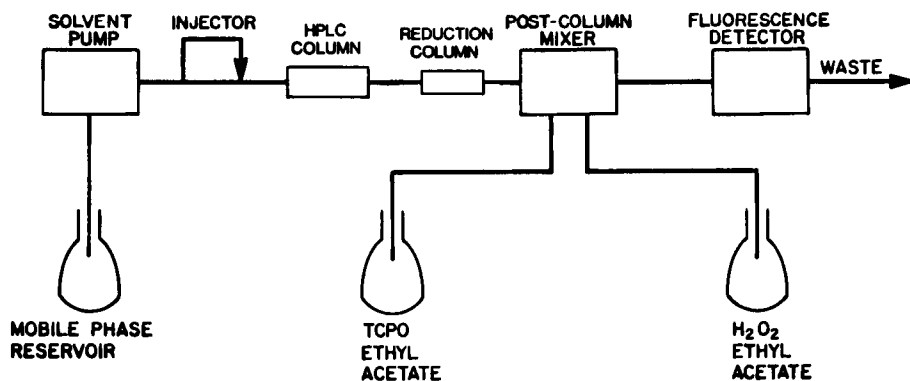 SOLVENT
PUMP
INJECTOR
HPLC
COLUMN
REDUCTION
COLUMN
POST-COLUMN
MIXER
FLUORESCENCE
DETECTOR
WASTE
MOBILE PHASE
RESERVOIR
TCPO
ETHYL
ACETATE
H₂O₂
ETHYL
ACETATE